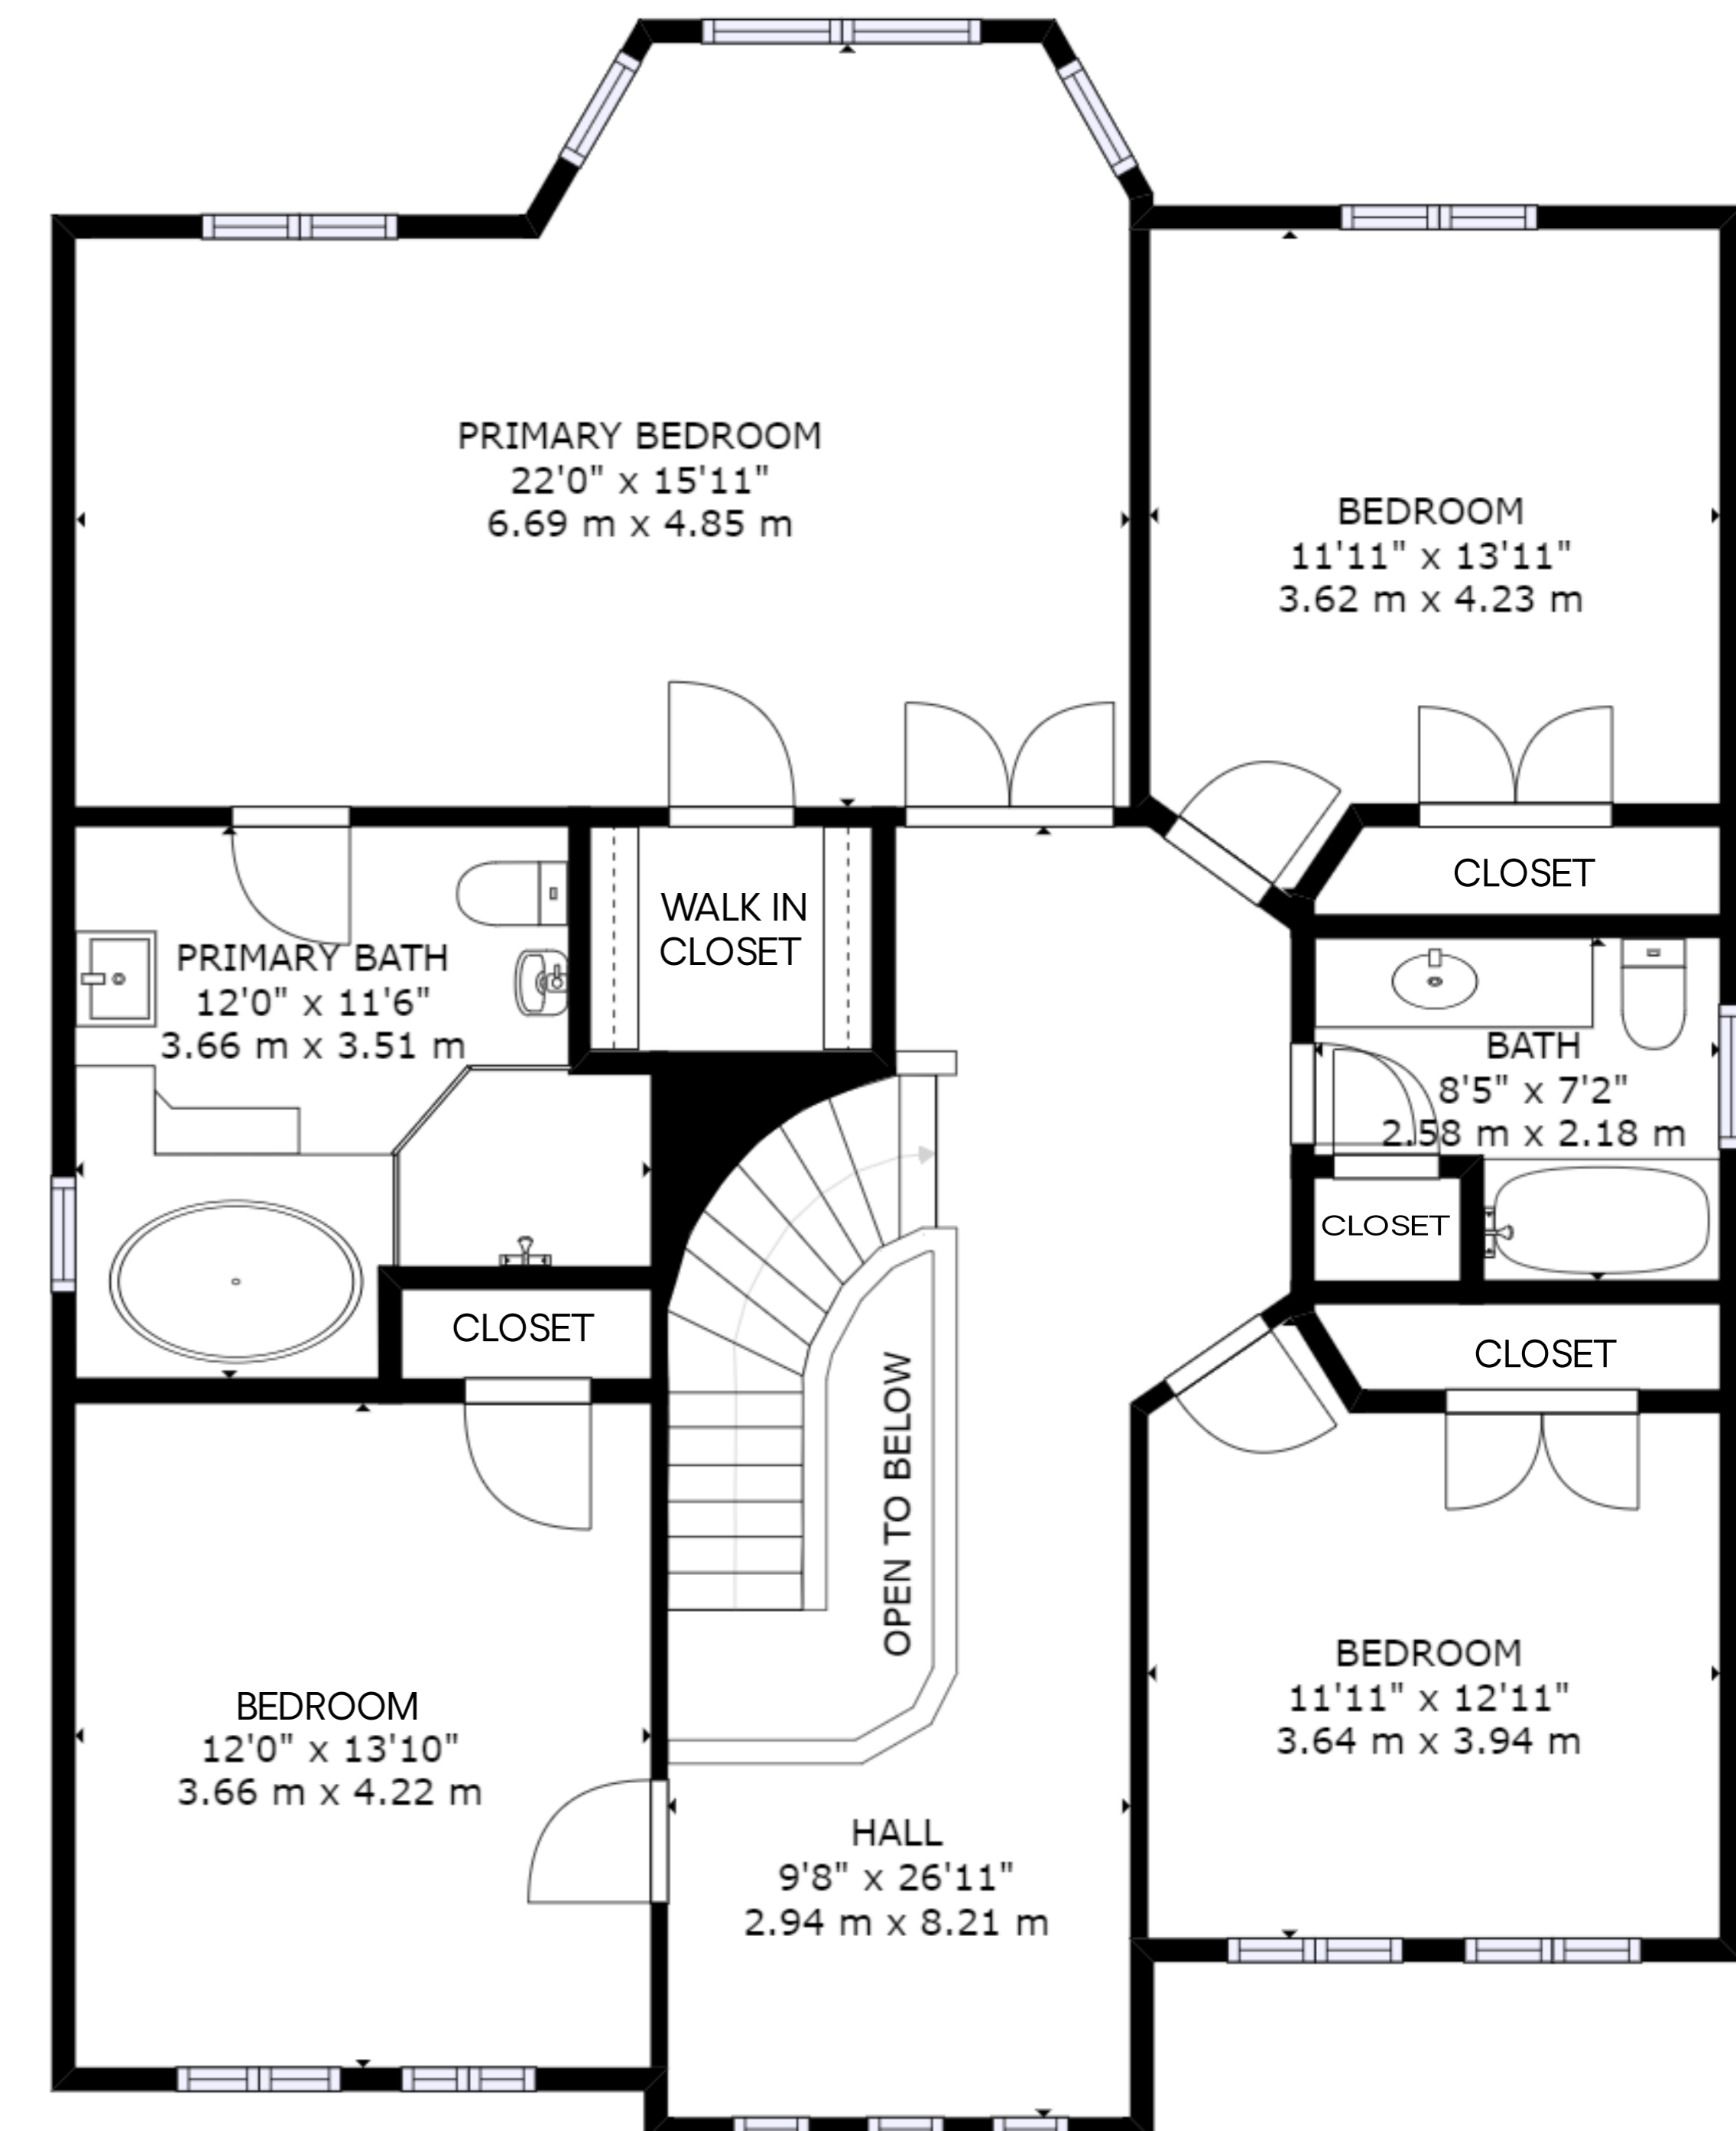 PRIMARY BEDROOM
22'0" x 15'11"
6.69 m x 4.85 m
BEDROOM
11'11" x 13'11"
3.62 m x 4.23 m
CLOSET
WALK IN
CLOSET
PRIMARY BATH
12'0" x 11'6"
3.66 m x 3.51 m
BATH
8'5" x 7'2"
2.58 m x 2.18 m
CLOSET
CLOSET
CLOSET
OPEN TO BELOW
BEDROOM
12'0" x 13'10"
3.66 m x 4.22 m
BEDROOM
11'11" x 12'11"
3.64 m x 3.94 m
HALL
9'8" x 26'11"
2.94 m x 8.21 m